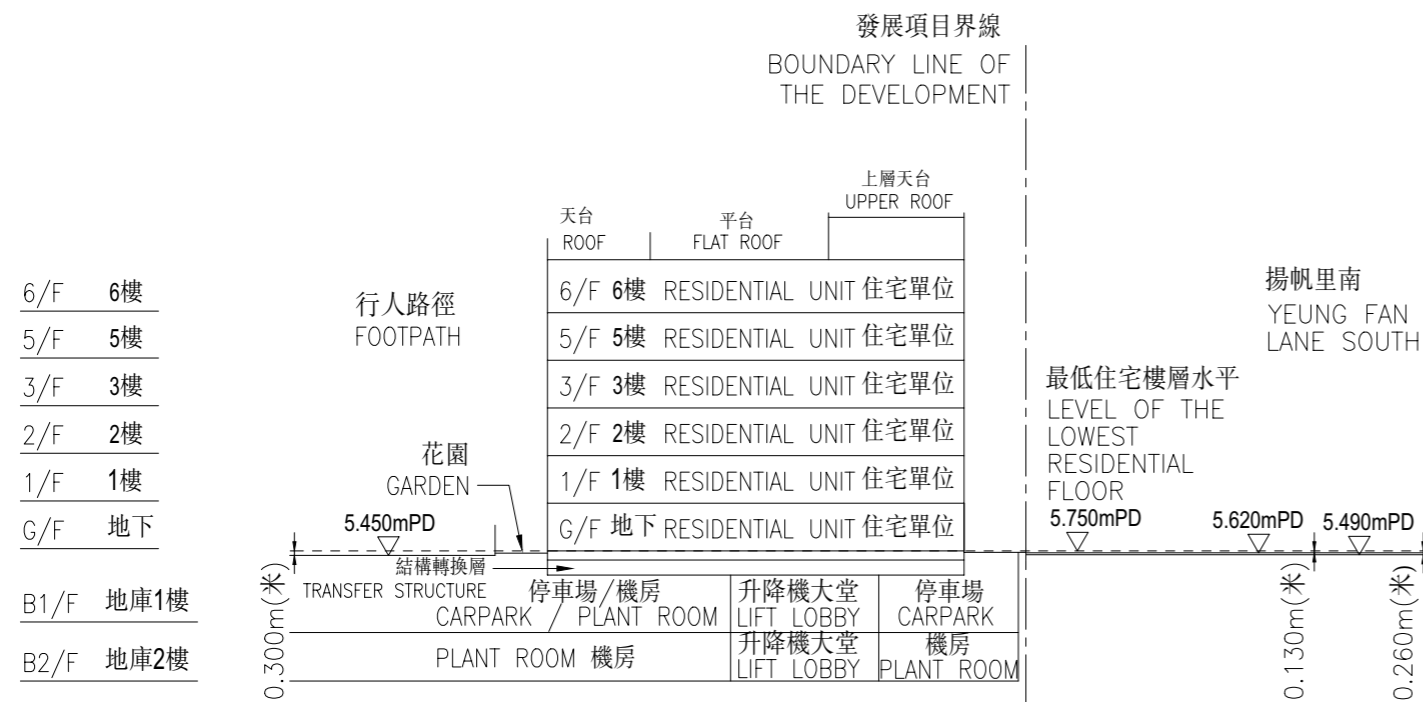 發展項目界線
BOUNDARY LINE OF
THE DEVELOPMENT
上層天台
UPPER ROOF
天台
ROOF
平台
FLAT ROOF
6/F 6樓
5/F 5樓
3/F 3樓
2/F 2樓
1/F 1樓
G/F 地下
B1/F 地庫1樓
B2/F 地庫2樓
行人路徑
FOOTPATH
花園
GARDEN
5.450mPD
0.300m(米)
結構轉換層
TRANSFER STRUCTURE
6/F 6樓 RESIDENTIAL UNIT 住宅單位
5/F 5樓 RESIDENTIAL UNIT 住宅單位
3/F 3樓 RESIDENTIAL UNIT 住宅單位
2/F 2樓 RESIDENTIAL UNIT 住宅單位
1/F 1樓 RESIDENTIAL UNIT 住宅單位
G/F 地下 RESIDENTIAL UNIT 住宅單位
停車場/機房
CARPARK / PLANT ROOM
升降機大堂
LIFT LOBBY
停車場
CARPARK
PLANT ROOM 機房
升降機大堂
LIFT LOBBY
機房
PLANT ROOM
揚帆里南
YEUNG FAN
LANE SOUTH
最低住宅樓層水平
LEVEL OF THE
LOWEST
RESIDENTIAL
FLOOR
5.750mPD
5.620mPD
5.490mPD
0.130m(米)
0.260m(米)